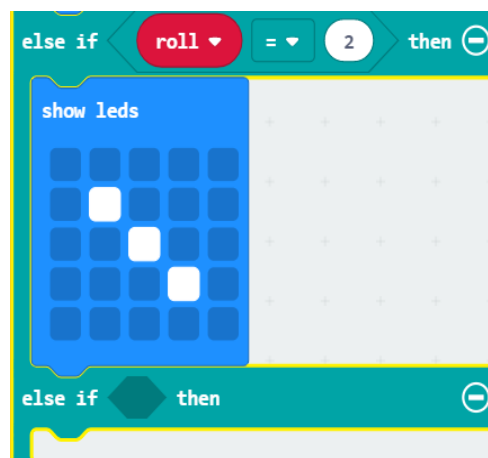 else if roll = 2 then
show leds
else if then